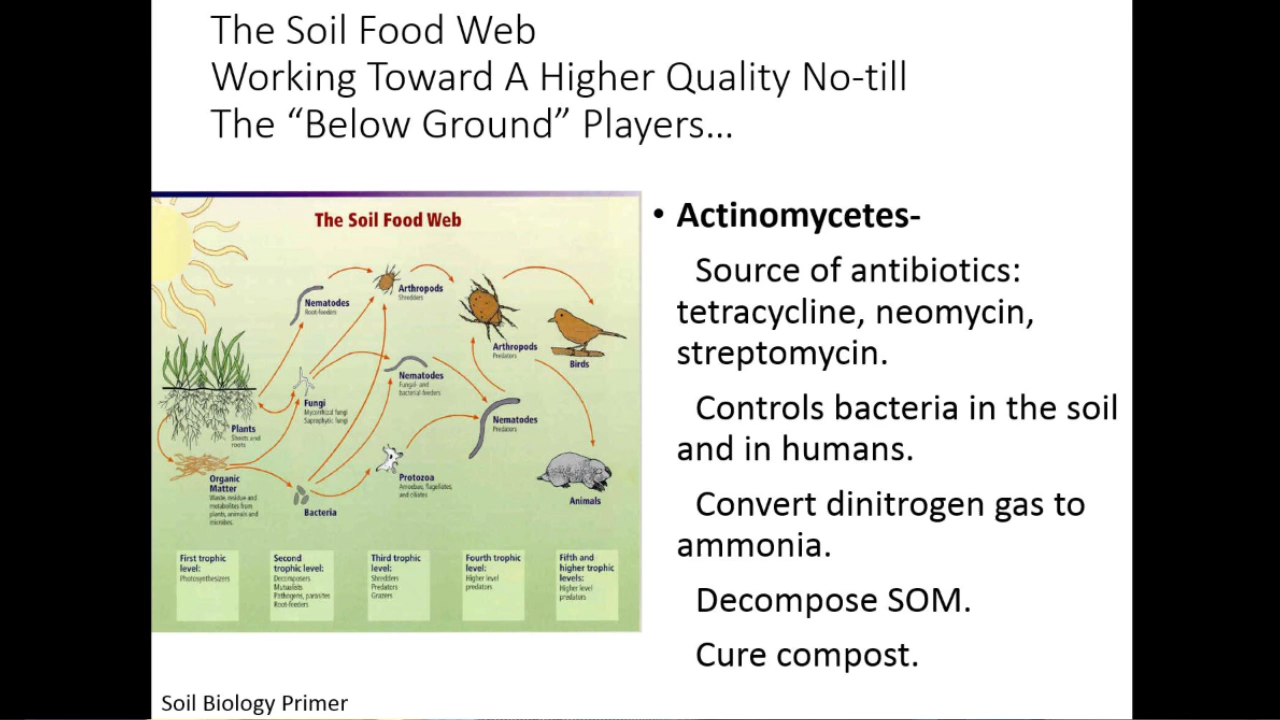 The Soil Food Web
Working Toward A Higher Quality No-till
The “Below Ground” Players…
The Soil Food Web
Nematodes
Root-feeders
Arthropods
Shredders
Arthropods
Predators
Birds
Nematodes
Fungal- and
bacterial-feeders
Fungi
Mycorrhizal fungi
Saprophytic fungi
Nematodes
Predators
Plants
Shoots and
roots
Protozoa
Amoebae, flagellates,
and ciliates
Organic
Matter
Waste, residue and
metabolites from
plants, animals and
microbes.
Bacteria
Animals
First trophic
level:
Photosynthesizers
Second
trophic level:
Decomposers
Mutualists
Pathogens, parasites
Root-feeders
Third trophic
level:
Shredders
Predators
Grazers
Fourth trophic
level:
Higher level
predators
Fifth and
higher trophic
levels:
Higher level
predators
• Actinomycetes-
Source of antibiotics:
tetracycline, neomycin,
streptomycin.
Controls bacteria in the soil
and in humans.
Convert dinitrogen gas to
ammonia.
Decompose SOM.
Cure compost.
Soil Biology Primer